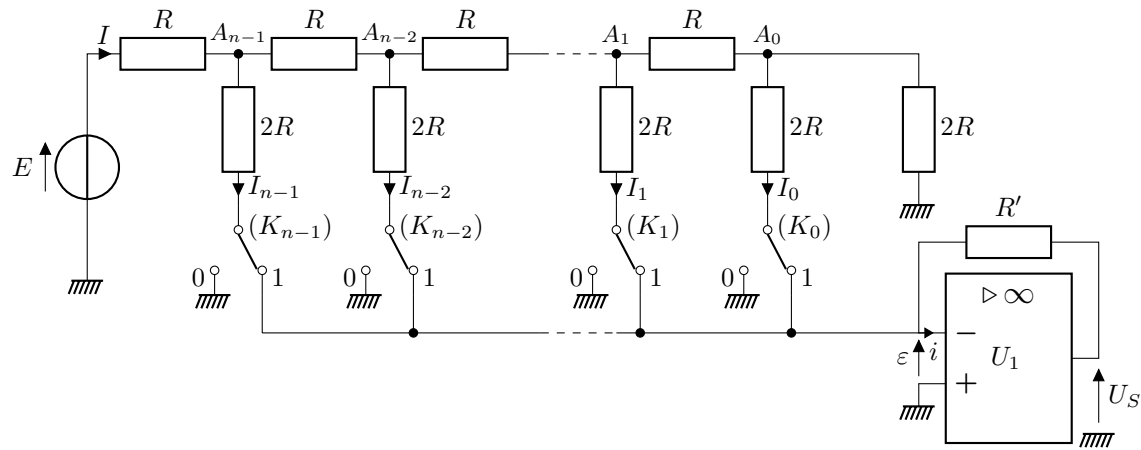 R R R R
I A_{n-1} A_{n-2} A_1 A_0
2R 2R 2R 2R 2R
E
I_{n-1} I_{n-2} I_1 I_0
(K_{n-1}) (K_{n-2}) (K_1) (K_0) R'
0 1 0 1 0 1 0 1
▷ ∞
−
ε i U_1
+
U_S